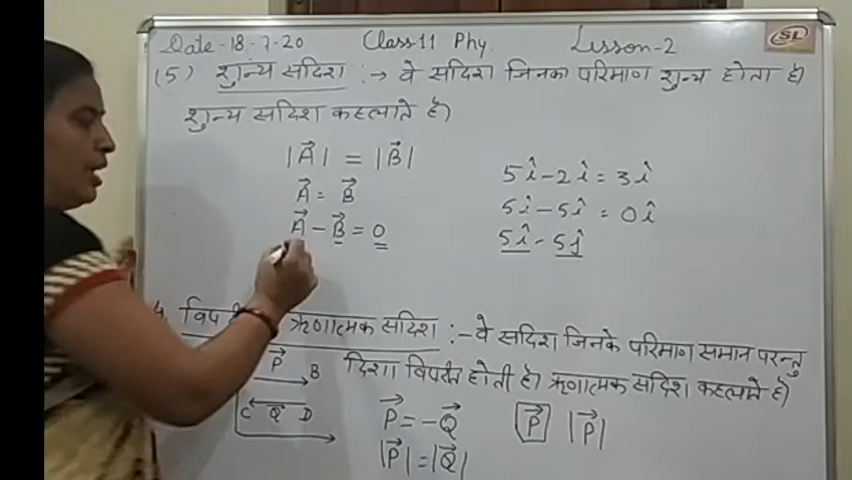 Date - 18-7-20 Class-11 Phy. Lesson-2
SL
(5) शुन्य सदिश :→ वे सदिश जिनका परिमाण शुन्य होता है।
शुन्य सदिश कहलाते है।
|A⃗| = |B⃗|
A⃗ = B⃗
A⃗ - B⃗ = 0
5î - 2î = 3î
5î - 5î = 0î
5î - 5ĵ
4. विप ऋणात्मक सदिश :- वे सदिश जिनके परिमाण समान परन्तु
दिशा विपरीत होती है। ऋणात्मक सदिश कहलाते है।
P⃗ B
C Q⃗ D
P⃗ = -Q⃗ P⃗ |P⃗|
|P⃗| = |Q⃗|